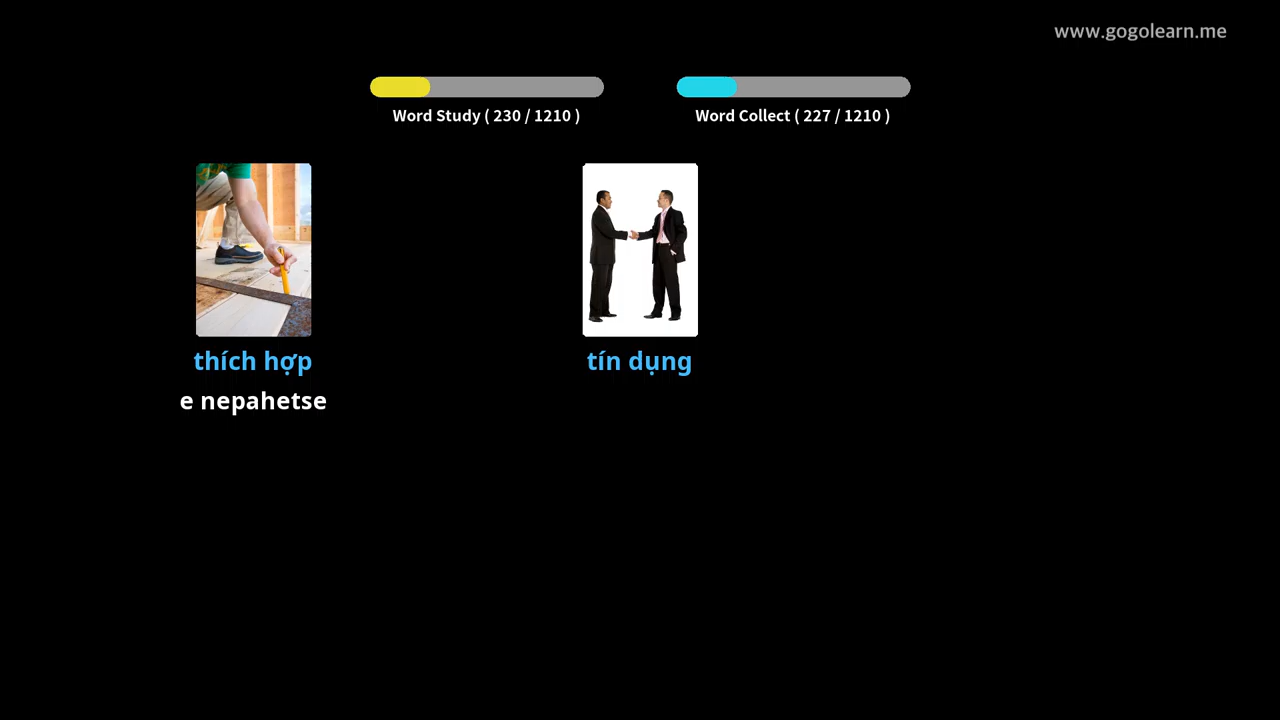 www.gogolearn.me
Word Study ( 230 / 1210 )
Word Collect ( 227 / 1210 )
thích hợp
e nepahetse
tín dụng